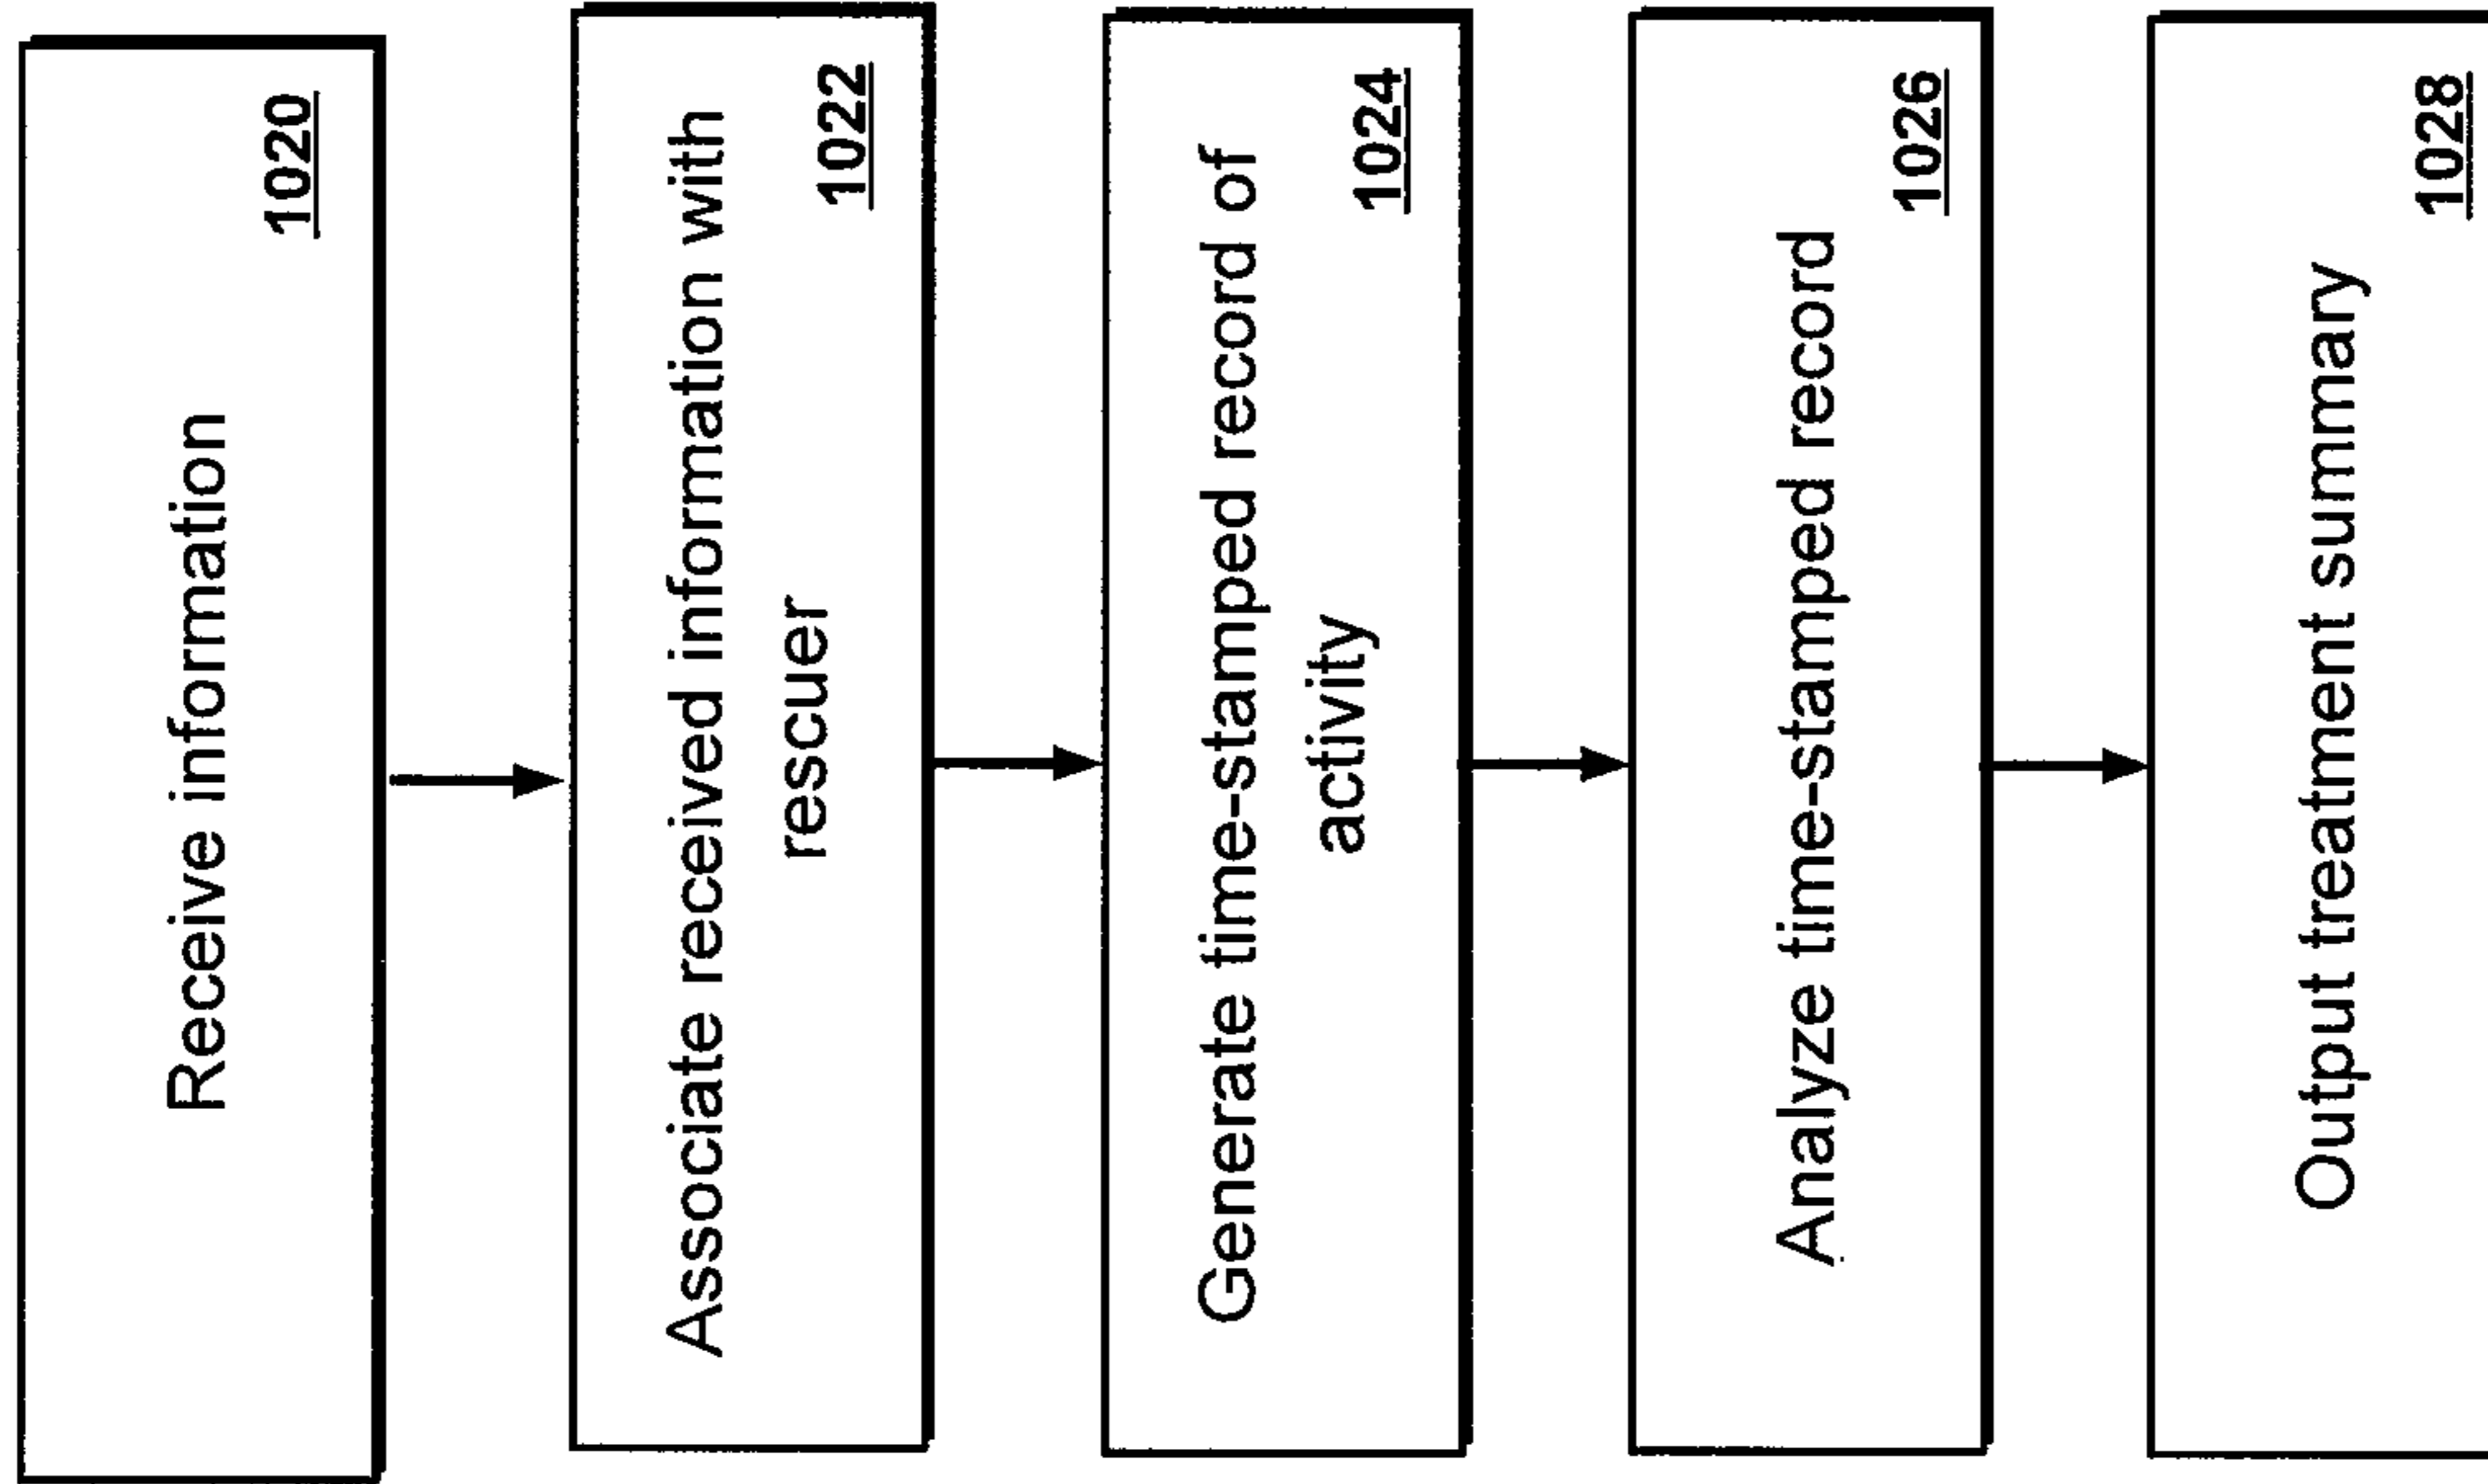 Receive information
1020
Associate received information with
rescuer
1022
Generate time-stamped record of
activity
1024
Analyze time-stamped record
1026
Output treatment summary
1028